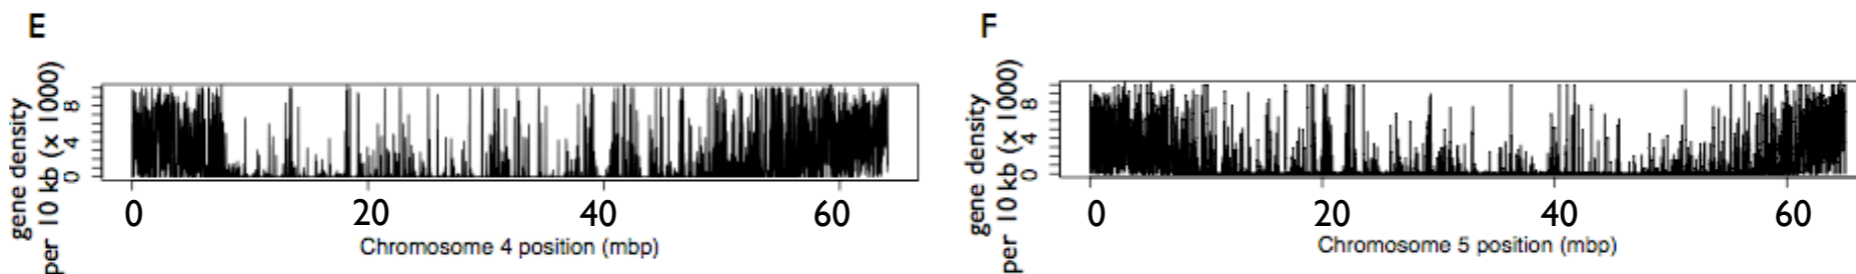 E
gene density
per 10 kb (x 1000)
0 4 8
0 20 40 60
Chromosome 4 position (mbp)
F
gene density
per 10 kb (x 1000)
0 4 8
0 20 40 60
Chromosome 5 position (mbp)